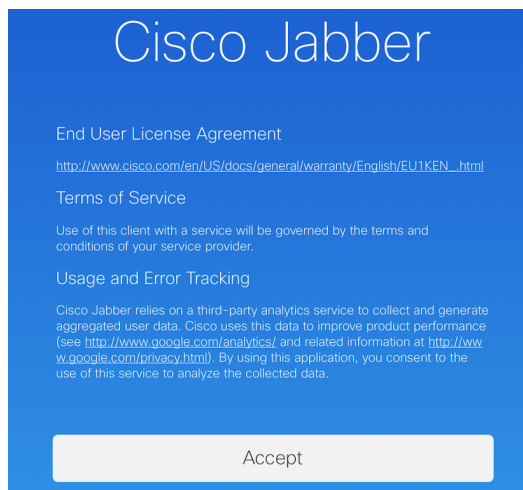 Cisco Jabber
End User License Agreement
http://www.cisco.com/en/US/docs/general/warranty/English/EU1KEN_.html
Terms of Service
Use of this client with a service will be governed by the terms and
conditions of your service provider.
Usage and Error Tracking
Cisco Jabber relies on a third-party analytics service to collect and generate
aggregated user data. Cisco uses this data to improve product performance
(see http://www.google.com/analytics/ and related information at http://ww
w.google.com/privacy.html). By using this application, you consent to the
use of this service to analyze the collected data.
Accept